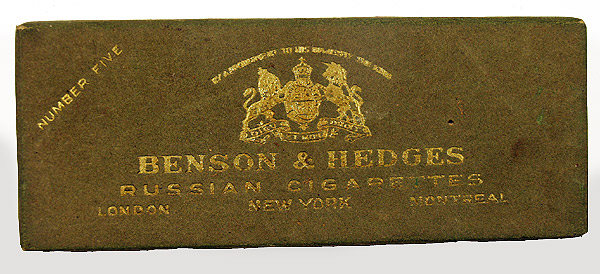 NUMBER FIVE
BY APPOINTMENT TO HIS MAJESTY THE KING
BENSON & HEDGES
RUSSIAN CIGARETTES
LONDON NEW YORK MONTREAL